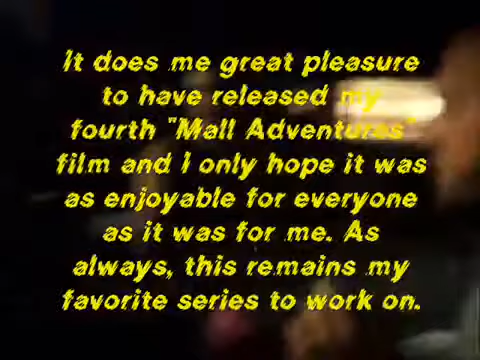 It does me great pleasure
to have released my
fourth "Mall Adventures"
film and I only hope it was
as enjoyable for everyone
as it was for me. As
always, this remains my
favorite series to work on.